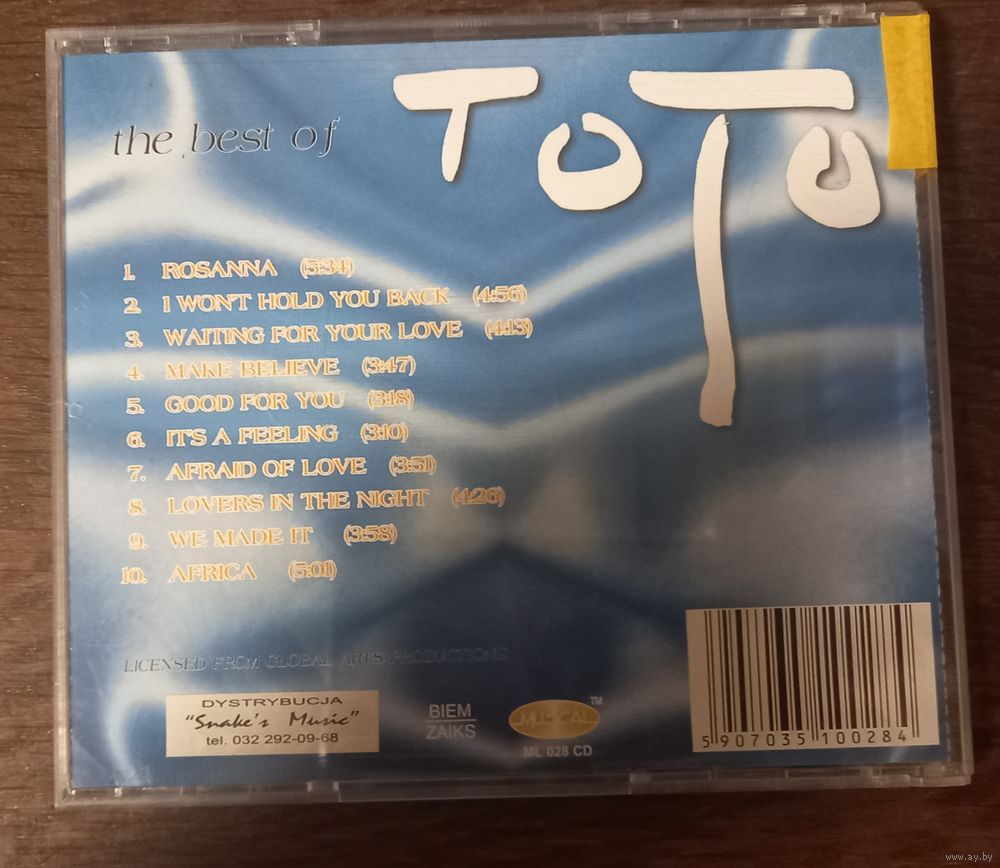 the best of TOTO
1. ROSANNA (5:34)
2. I WON'T HOLD YOU BACK (4:56)
3. WAITING FOR YOUR LOVE (4:13)
4. MAKE BELIEVE (3:47)
5. GOOD FOR YOU (3:18)
6. IT'S A FEELING (3:10)
7. AFRAID OF LOVE (3:51)
8. LOVERS IN THE NIGHT (4:26)
9. WE MADE IT (3:58)
10. AFRICA (5:01)
LICENSED FROM GLOBAL ARTS PRODUCTIONS
DYSTRYBUCJA
"Snake's Music"
tel. 032 292-09-68
BIEM
ZAIKS
TM
ML 028 CD
5 907035 100284
www.ay.by